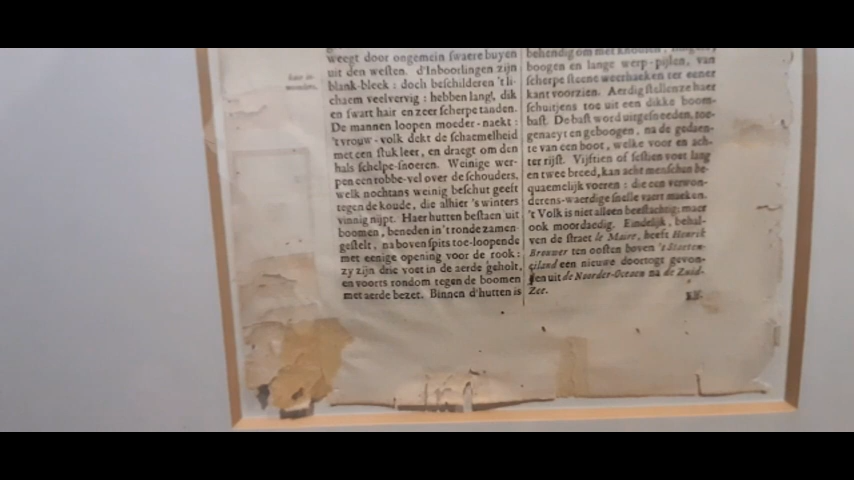 weegt door ongemein swaere buyen
uit den westen. d'Inboorlingen zijn
blank-bleek : doch beschilderen 't li-
chaem veelvervig : hebben langh, dik
en swart hair en zeer scherpe tanden.
De mannen loopen moeder-naekt :
't vrouw-volk dekt de schaemelheid
met een stuk leer, en draegt om den
hals schelpe-snoeren. Weinige wer-
pen een robbe-vel over de schouders,
welk nochtans weinig beschut geeft
tegen de koude, die alhier 's winters
vinnig nijpt. Haer hutten bestaen uit
boomen, beneden in 't ronde zamen-
gestelt, na boven spits toe-loopende
met eenige opening voor de rook :
zy zijn drie voet in de aerde geholt,
en voorts rondom tegen de boomen
met aerde bezet. Binnen d'hutten is
behendig om met
boogen en lange werp-pijlen, van
scherpe steene weerhaeken ter eener
kant voorzien. Aerdig stellen ze haer
schuitjens toe uit een dikke boom-
bast. De bast word uitgesneeden, toe-
genaeyt en geboogen, na de gedaen-
te van een boot, welke voor en ach-
ter rijst. Vijftien of sestien voet lang
en twee breed, kan acht menschen be-
quaemelijk voeren : die een verwon-
derens-waerdige snelle vaert maeken.
't Volk is niet alleen beestachtig; maer
ook moordaedig. Eindelijk, behal-
ven de straet le Maire, heeft Henrik
Brouwer ten oosten boven 't Staeten-
eiland een nieuwe doortogt gevon-
den uit de Noorder-Oceaen na de Zuid-
Zee.